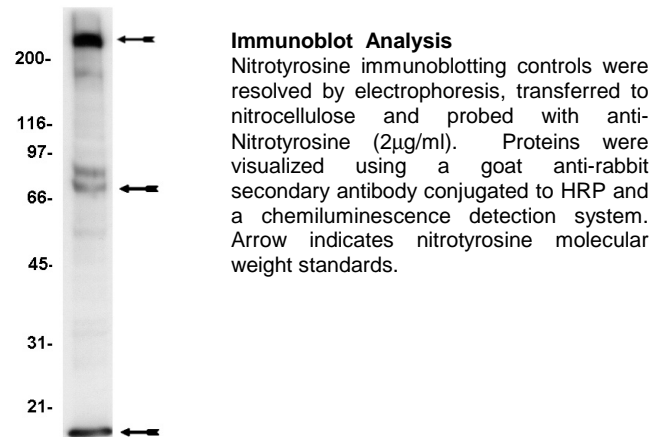 200-
116-
97-
66-
45-
31-
21-
Immunoblot Analysis
Nitrotyrosine immunoblotting controls were
resolved by electrophoresis, transferred to
nitrocellulose and probed with anti-
Nitrotyrosine (2µg/ml). Proteins were
visualized using a goat anti-rabbit
secondary antibody conjugated to HRP and
a chemiluminescence detection system.
Arrow indicates nitrotyrosine molecular
weight standards.